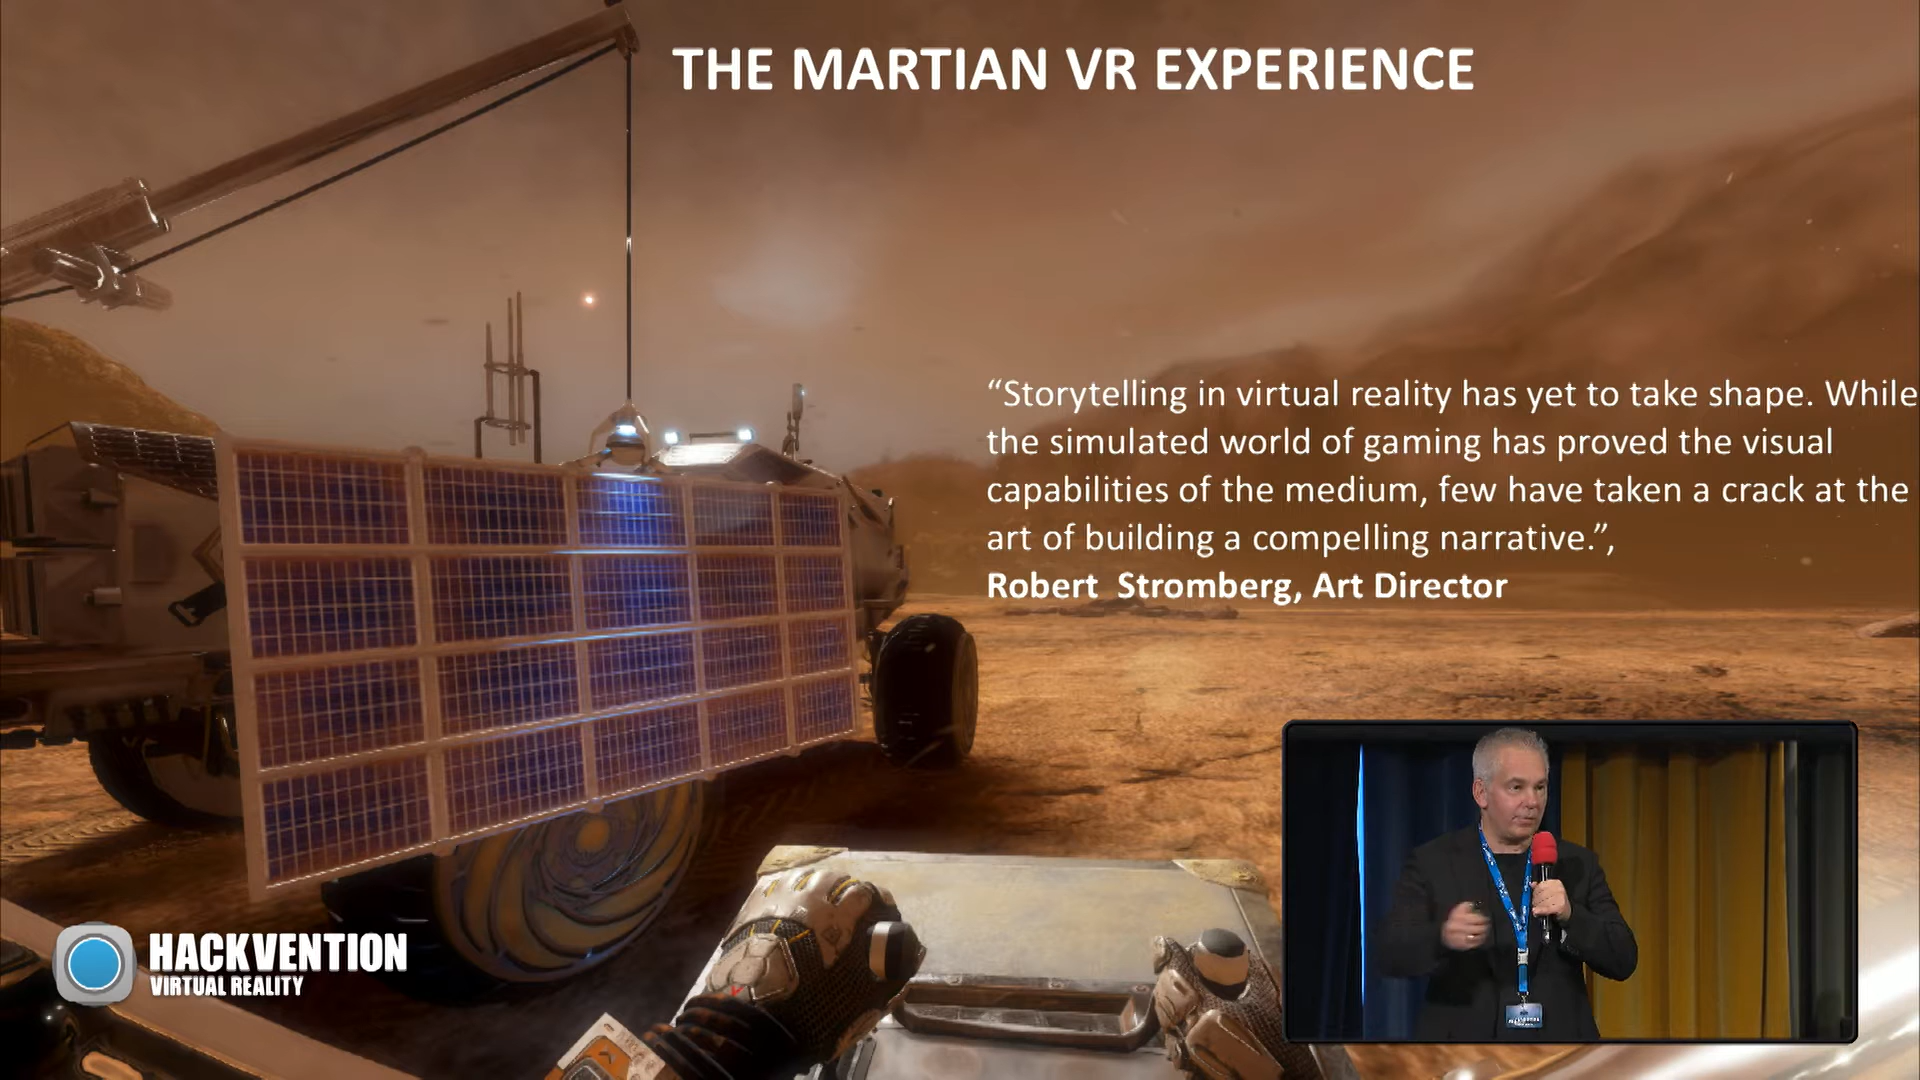 THE MARTIAN VR EXPERIENCE
“Storytelling in virtual reality has yet to take shape. While
the simulated world of gaming has proved the visual
capabilities of the medium, few have taken a crack at the
art of building a compelling narrative.”,
Robert Stromberg, Art Director
HACKVENTION
VIRTUAL REALITY